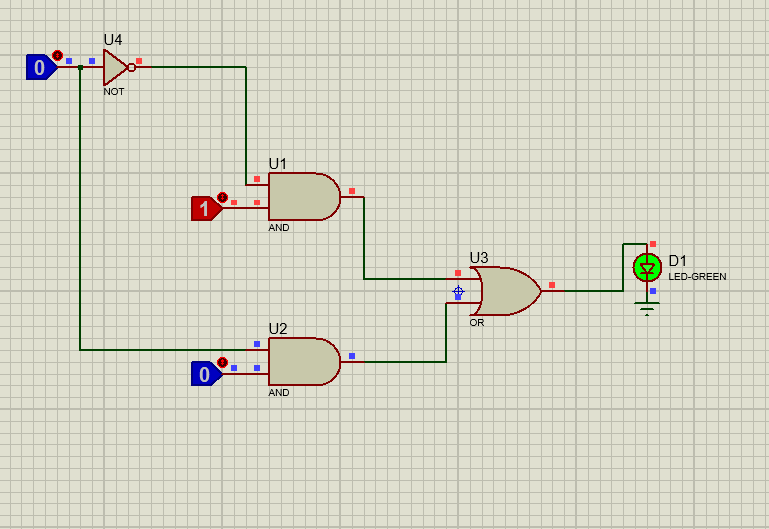 U4
0
NOT
U1
1
AND
U3
D1
LED-GREEN
OR
U2
0
AND